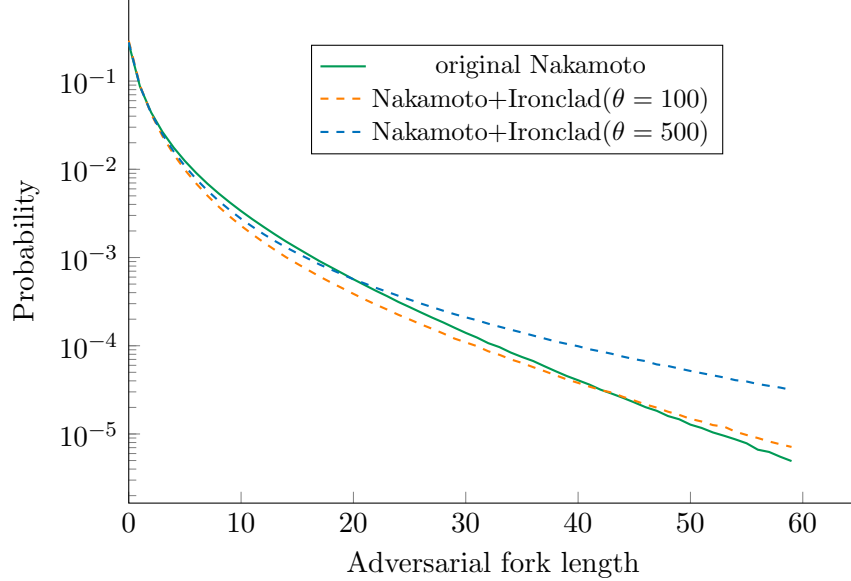 original Nakamoto
Nakamoto+Ironclad(θ = 100)
Nakamoto+Ironclad(θ = 500)
Probability
10⁻¹
10⁻²
10⁻³
10⁻⁴
10⁻⁵
0 10 20 30 40 50 60
Adversarial fork length